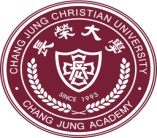 CHANG JUNG CHRISTIAN UNIVERSITY
長榮大學
SINCE 1993
CHANG JUNG ACADEMY